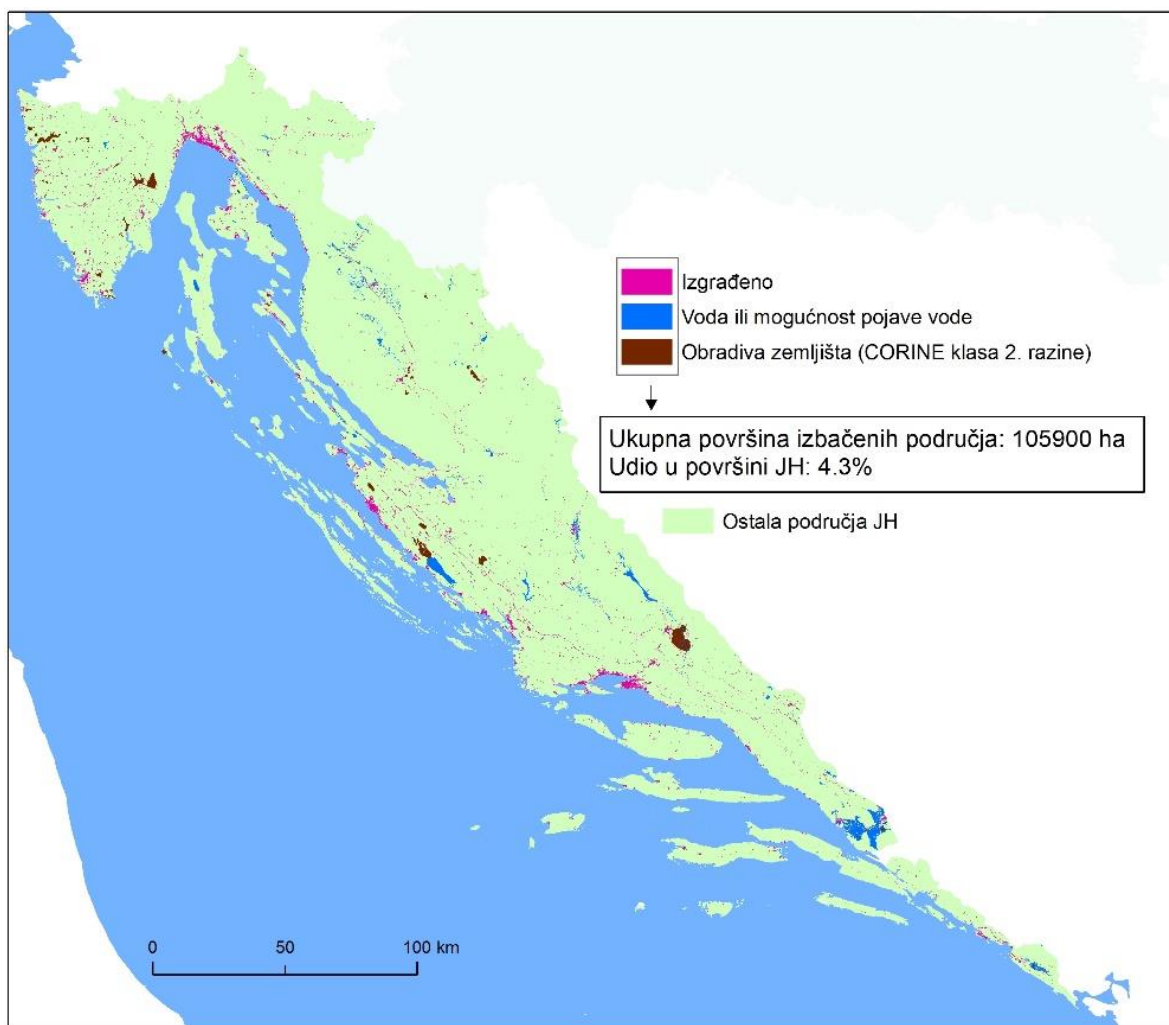 Izgrađeno
Voda ili mogućnost pojave vode
Obradiva zemljišta (CORINE klasa 2. razine)
Ukupna površina izbačenih područja: 105900 ha
Udio u površini JH: 4.3%
Ostala područja JH
0 50 100 km